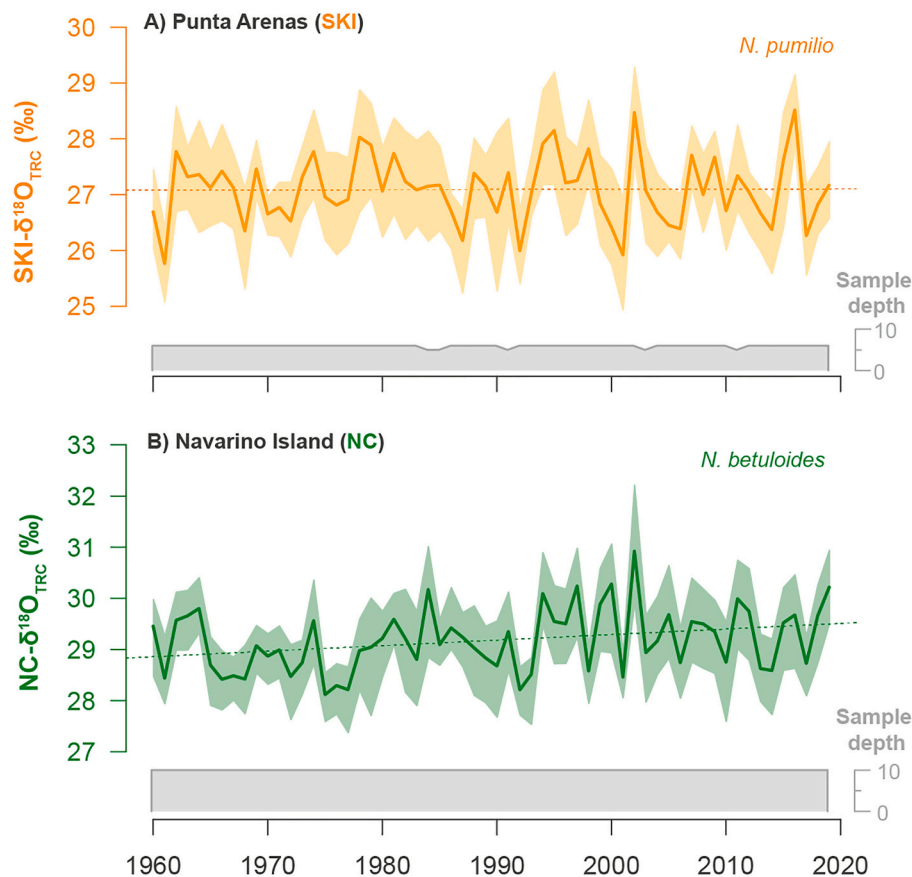 A) Punta Arenas (SKI)
N. pumilio
SKI-δ¹⁸O_TRC (‰)
30
29
28
27
26
25
Sample
depth
10
0
B) Navarino Island (NC)
N. betuloides
NC-δ¹⁸O_TRC (‰)
33
32
31
30
29
28
27
Sample
depth
10
0
1960 1970 1980 1990 2000 2010 2020